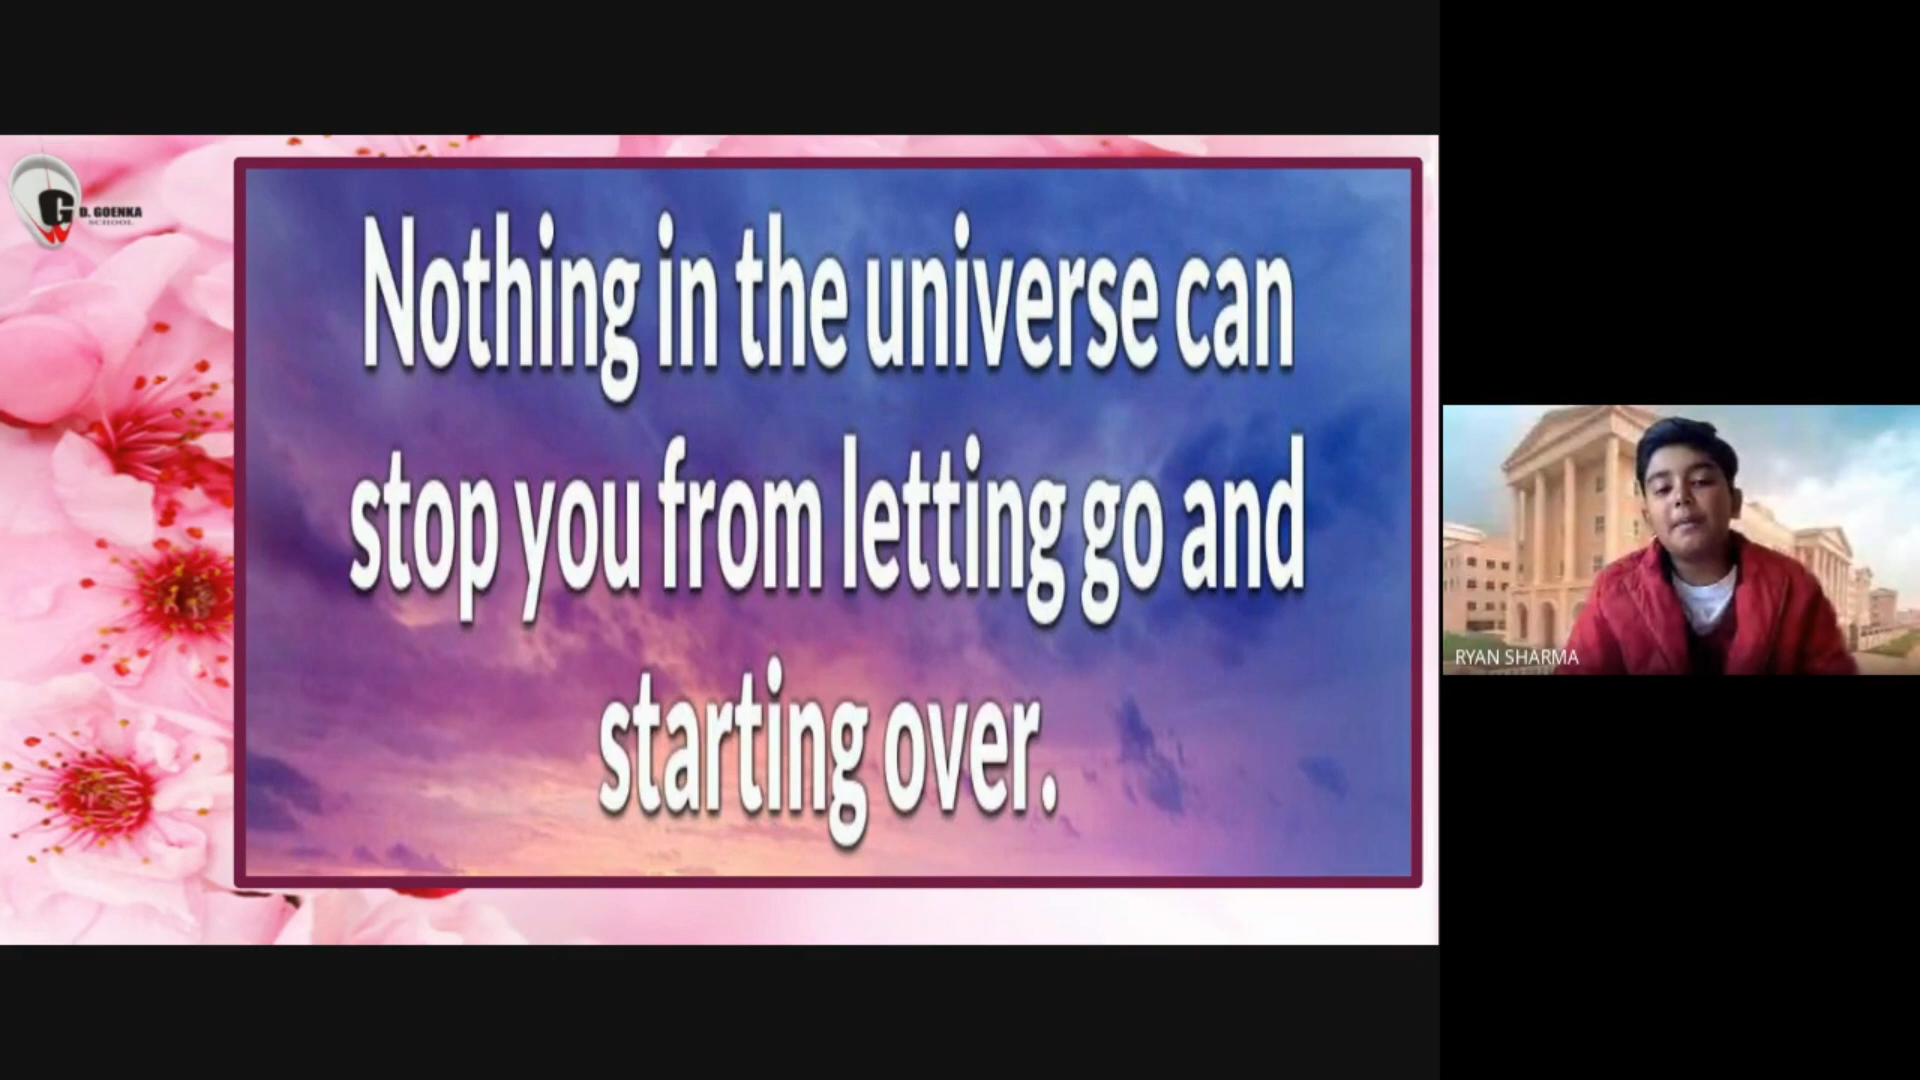 G D. GOENKA
SCHOOL
Nothing in the universe can
stop you from letting go and
starting over.
RYAN SHARMA